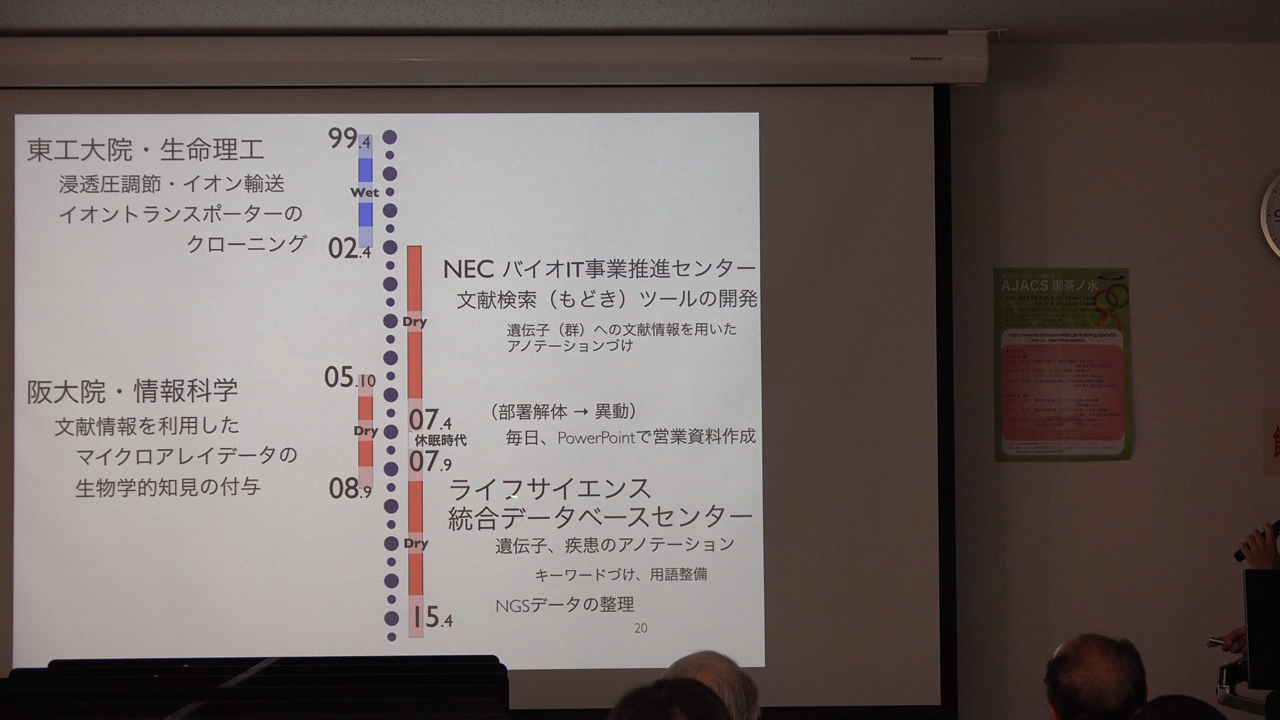 BRANDVIEW
東工大院・生命理工
浸透圧調節・イオン輸送
イオントランスポーターの
クローニング
99.4
Wet
02.4
NEC バイオIT事業推進センター
文献検索（もどき）ツールの開発
遺伝子（群）への文献情報を用いた
アノテーションづけ
Dry
阪大院・情報科学
文献情報を利用した
マイクロアレイデータの
生物学的知見の付与
05.10
Dry
08.9
07.4
休眠時代
07.9
（部署解体 → 異動）
毎日、PowerPointで営業資料作成
ライフサイエンス
統合データベースセンター
遺伝子、疾患のアノテーション
キーワードづけ、用語整備
NGSデータの整理
Dry
15.4
20
AJACS 御茶ノ水